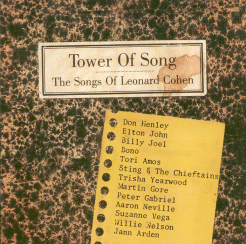 Tower Of Song
The Songs Of Leonard Cohen
Don Henley
Elton John
Billy Joel
Bono
Tori Amos
Sting & The Chieftains
Trisha Yearwood
Martin Gore
Peter Gabriel
Aaron Neville
Suzanne Vega
Willie Nelson
Jann Arden